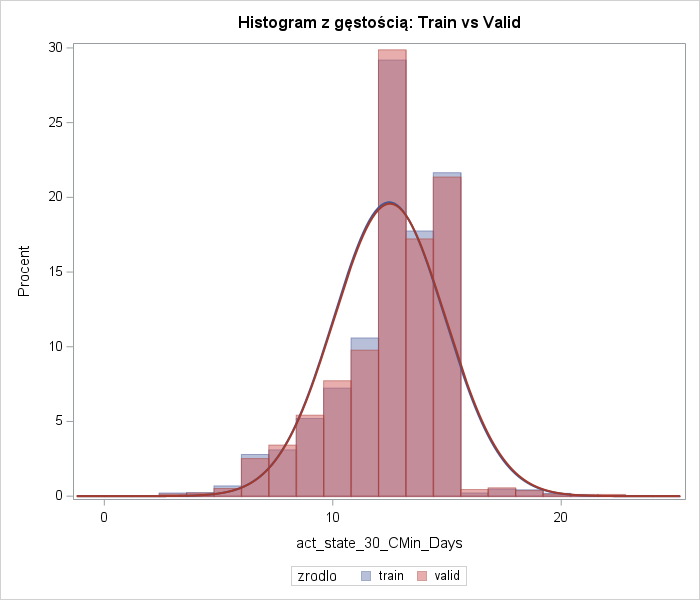 Histogram z gęstością: Train vs Valid
30
25
20
15
10
5
0
Procent
0 10 20
act_state_30_CMin_Days
zrodlo train valid